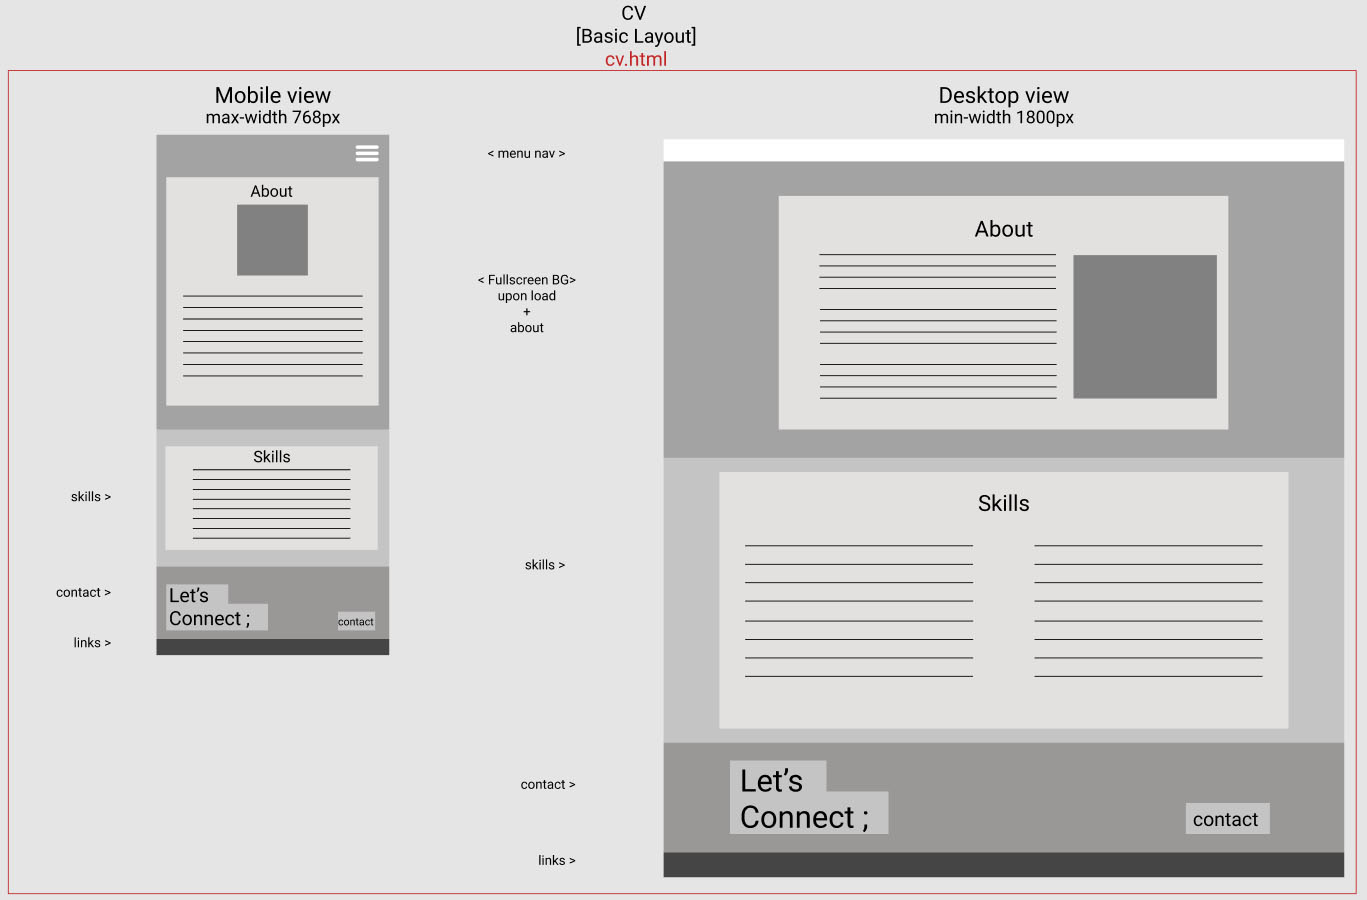 CV
[Basic Layout]
cv.html
Mobile view
max-width 768px
About
Skills
Let’s
Connect ;
contact
skills >
contact >
links >
< menu nav >
< Fullscreen BG>
upon load
+
about
skills >
contact >
links >
Desktop view
min-width 1800px
About
Skills
Let’s
Connect ;
contact